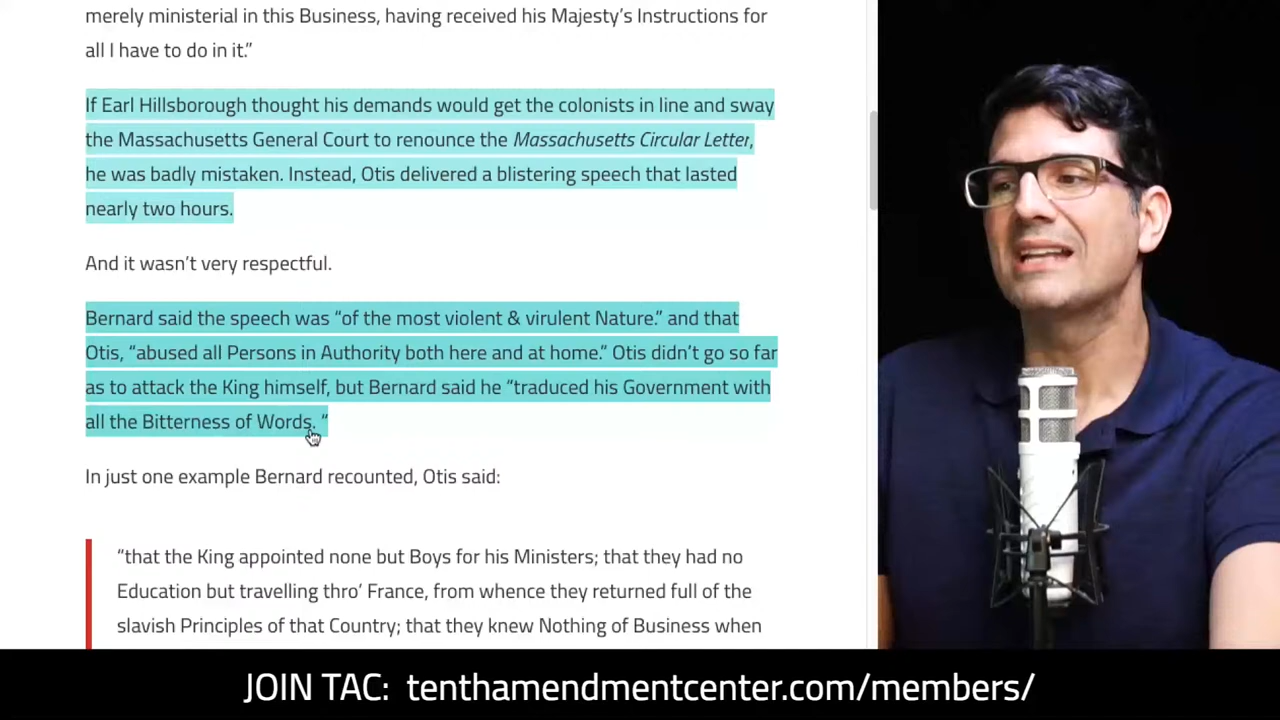 merely ministerial in this Business, having received his Majesty’s Instructions for
all I have to do in it.”
If Earl Hillsborough thought his demands would get the colonists in line and sway
the Massachusetts General Court to renounce the Massachusetts Circular Letter,
he was badly mistaken. Instead, Otis delivered a blistering speech that lasted
nearly two hours.
And it wasn’t very respectful.
Bernard said the speech was “of the most violent & virulent Nature.” and that
Otis, “abused all Persons in Authority both here and at home.” Otis didn’t go so far
as to attack the King himself, but Bernard said he “traduced his Government with
all the Bitterness of Words. “
In just one example Bernard recounted, Otis said:
“that the King appointed none but Boys for his Ministers; that they had no
Education but travelling thro’ France, from whence they returned full of the
slavish Principles of that Country; that they knew Nothing of Business when
JOIN TAC: tenthamendmentcenter.com/members/